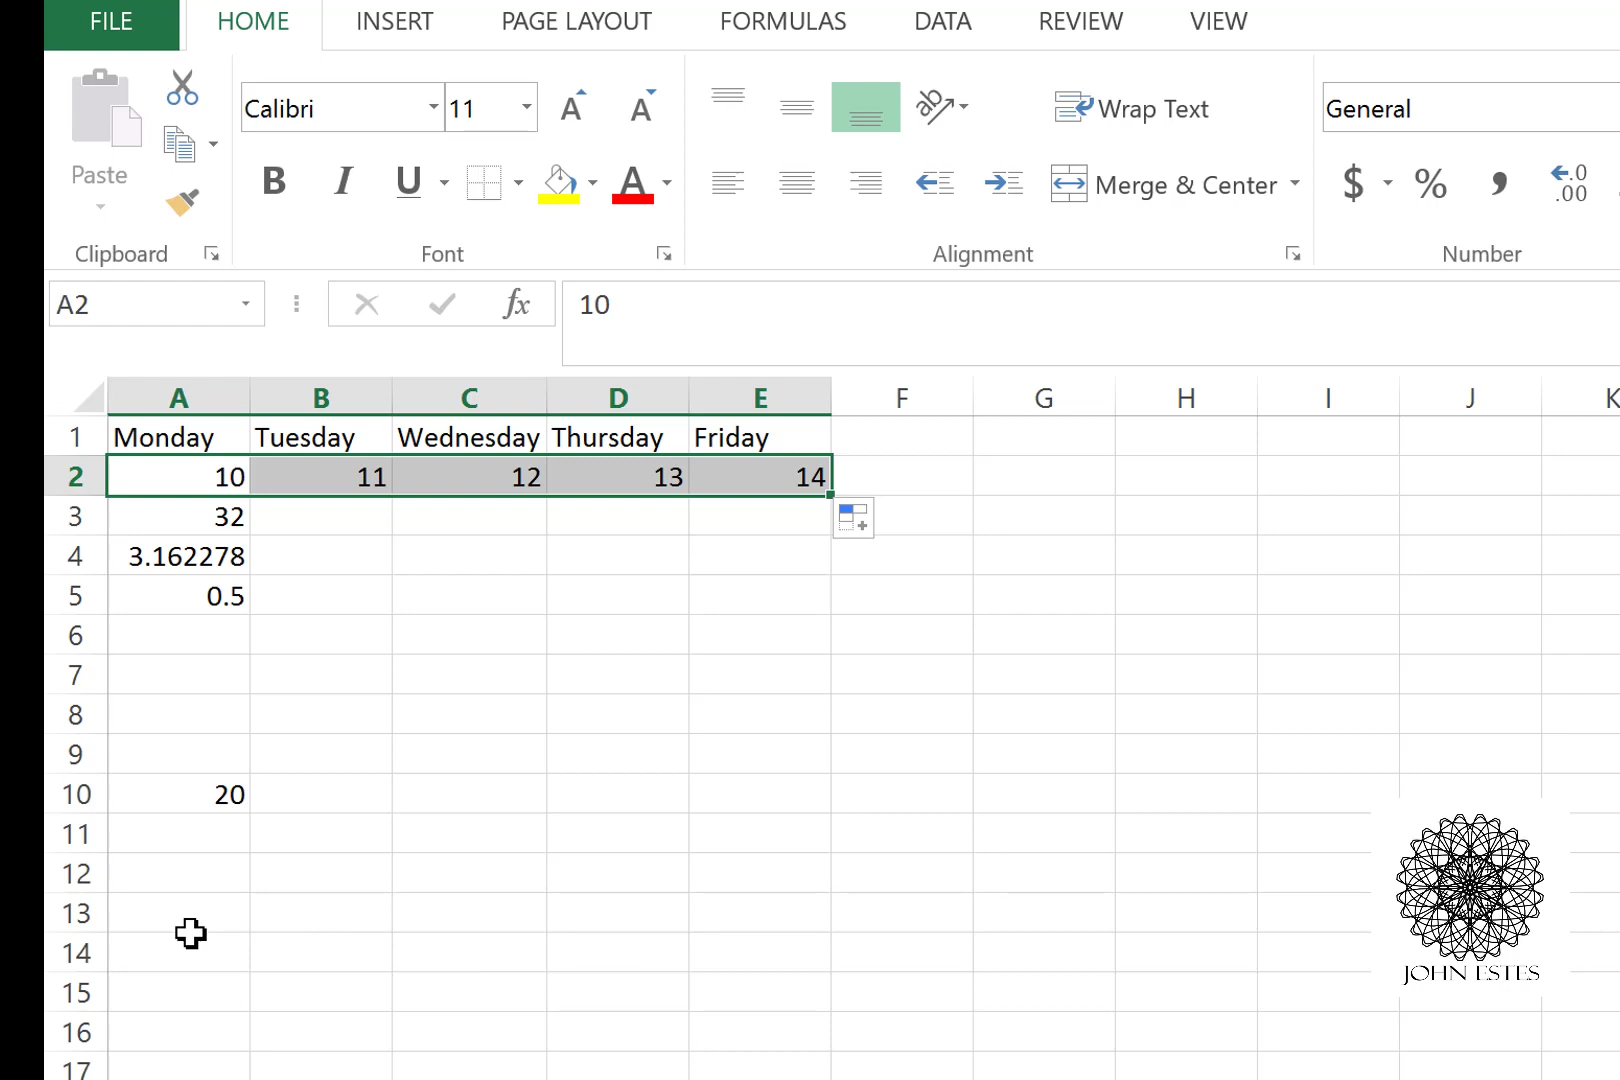 FILE HOME INSERT PAGE LAYOUT FORMULAS DATA REVIEW VIEW
Calibri 11 A A ab Wrap Text General
Paste B I U A Merge & Center $ % , .0 .00
Clipboard Font Alignment Number
A2 fx 10
A B C D E F G H I J K
1 Monday Tuesday Wednesday Thursday Friday
2 10 11 12 13 14
3 32
4 3.162278
5 0.5
6
7
8
9
10 20
11
12
13
14
15
16
17
JOHN ESTES